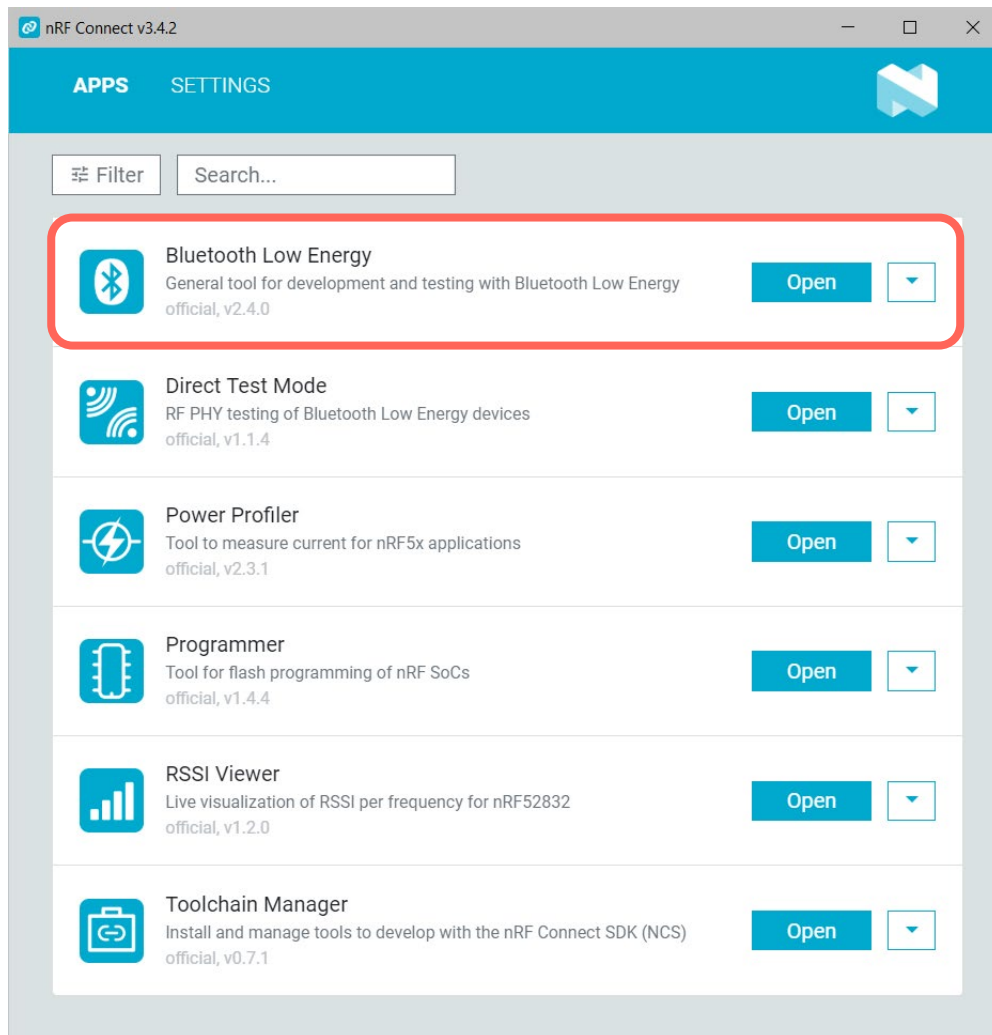 nRF Connect v3.4.2
APPS SETTINGS
Filter Search...
Bluetooth Low Energy
General tool for development and testing with Bluetooth Low Energy
official, v2.4.0
Open
Direct Test Mode
RF PHY testing of Bluetooth Low Energy devices
official, v1.1.4
Open
Power Profiler
Tool to measure current for nRF5x applications
official, v2.3.1
Open
Programmer
Tool for flash programming of nRF SoCs
official, v1.4.4
Open
RSSI Viewer
Live visualization of RSSI per frequency for nRF52832
official, v1.2.0
Open
Toolchain Manager
Install and manage tools to develop with the nRF Connect SDK (NCS)
official, v0.7.1
Open